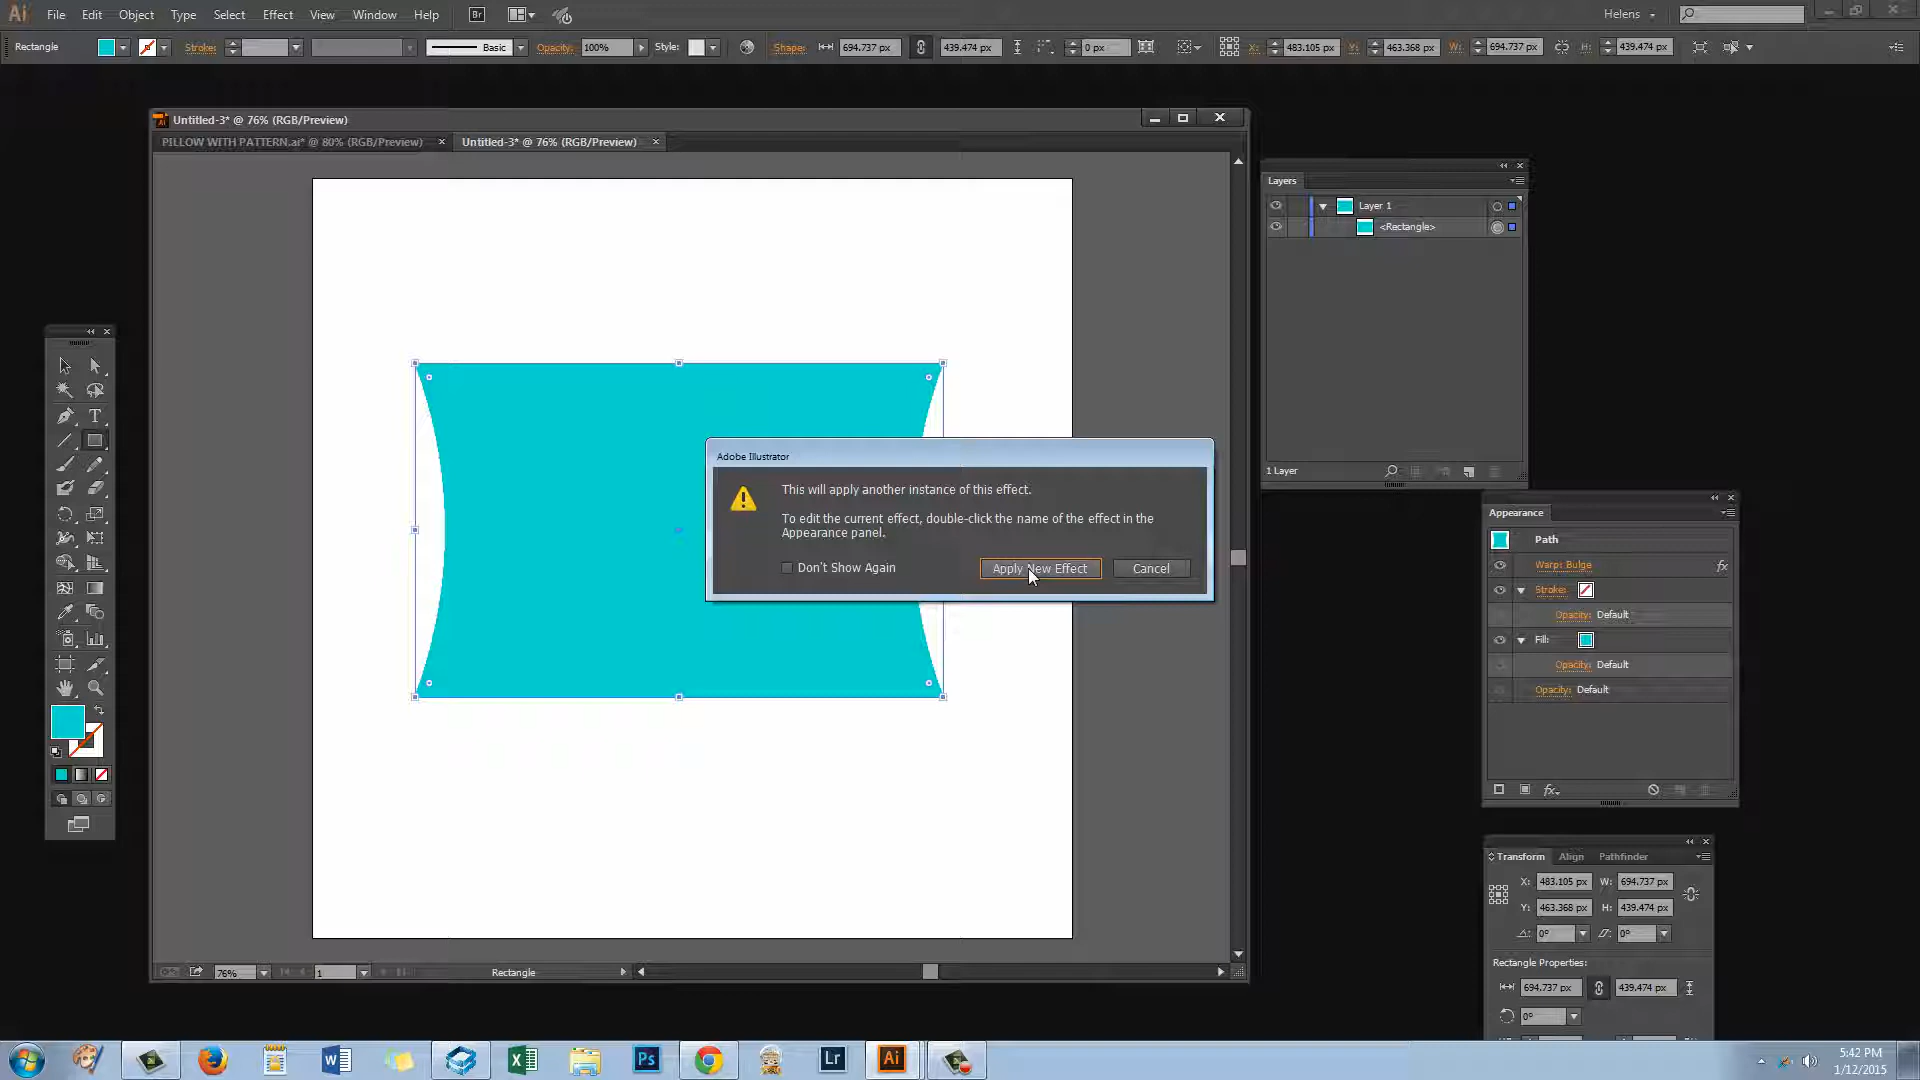 Ai File Edit Object Type Select Effect View Window Help Br Helens
Rectangle Stroke: Basic Opacity: 100% Style: Shape: 694.737 px 439.474 px 0 px X: 483.105 px Y: 463.368 px W: 694.737 px H: 439.474 px
Untitled-3* @ 76% (RGB/Preview)
PILLOW WITH PATTERN.ai* @ 80% (RGB/Preview) Untitled-3* @ 76% (RGB/Preview)
Layers
Layer 1
<Rectangle>
1 Layer
Adobe Illustrator
This will apply another instance of this effect.
To edit the current effect, double-click the name of the effect in the
Appearance panel.
Don't Show Again Apply New Effect Cancel
Appearance
Path
Warp: Bulge fx
Stroke:
Opacity: Default
Fill:
Opacity: Default
Opacity: Default
fx
Transform Align Pathfinder
X: 483.105 px W: 694.737 px
Y: 463.368 px H: 439.474 px
0° 0°
Rectangle Properties:
694.737 px 439.474 px
0°
76% 1 Rectangle
Ps Lr Ai
5:42 PM
1/12/2015